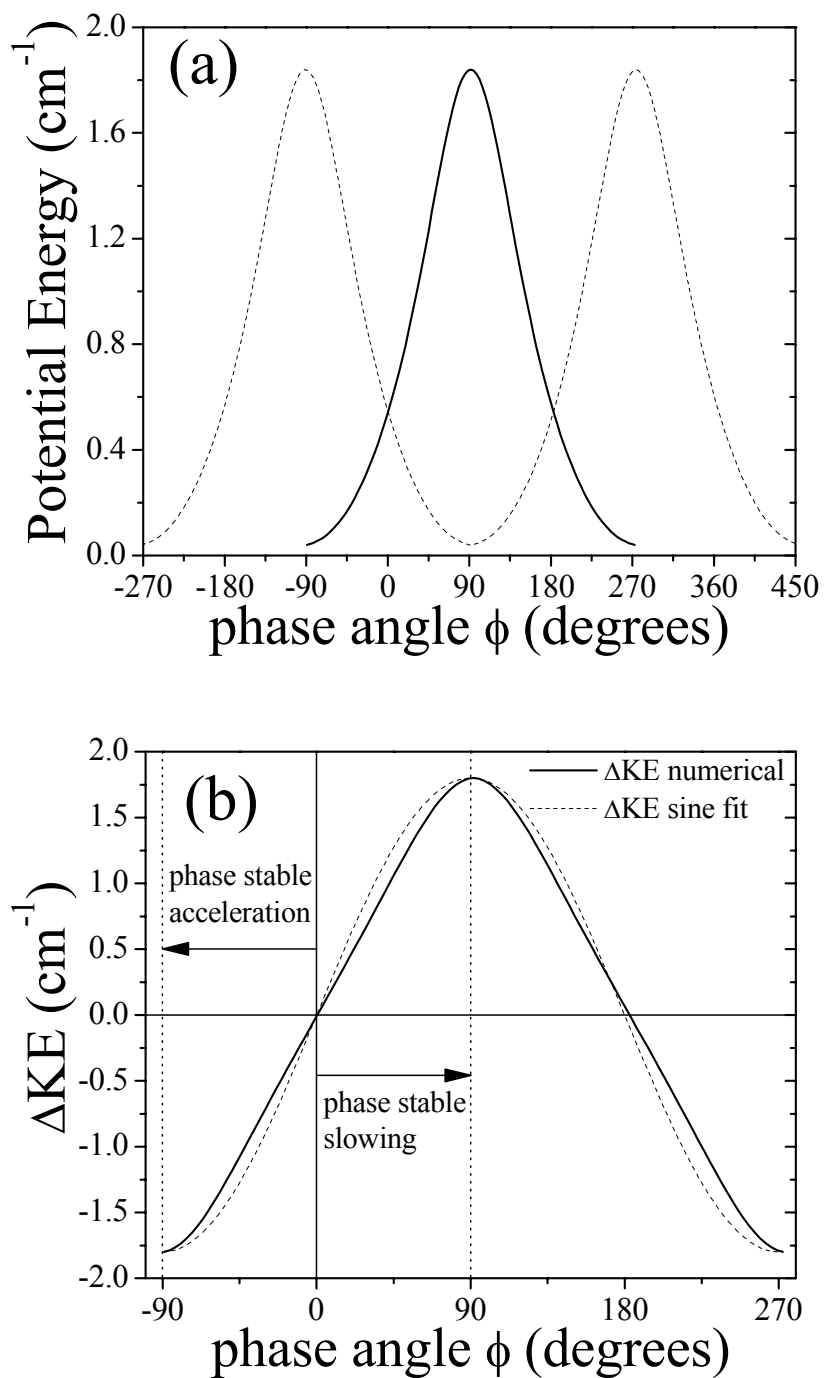 (a)
Potential Energy (cm⁻¹)
2.0
1.6
1.2
0.8
0.4
0.0
-270 -180 -90 0 90 180 270 360 450
phase angle ϕ (degrees)
(b)
ΔKE (cm⁻¹)
2.0
1.5
1.0
0.5
0.0
-0.5
-1.0
-1.5
-2.0
ΔKE numerical
ΔKE sine fit
phase stable
acceleration
phase stable
slowing
-90 0 90 180 270
phase angle ϕ (degrees)